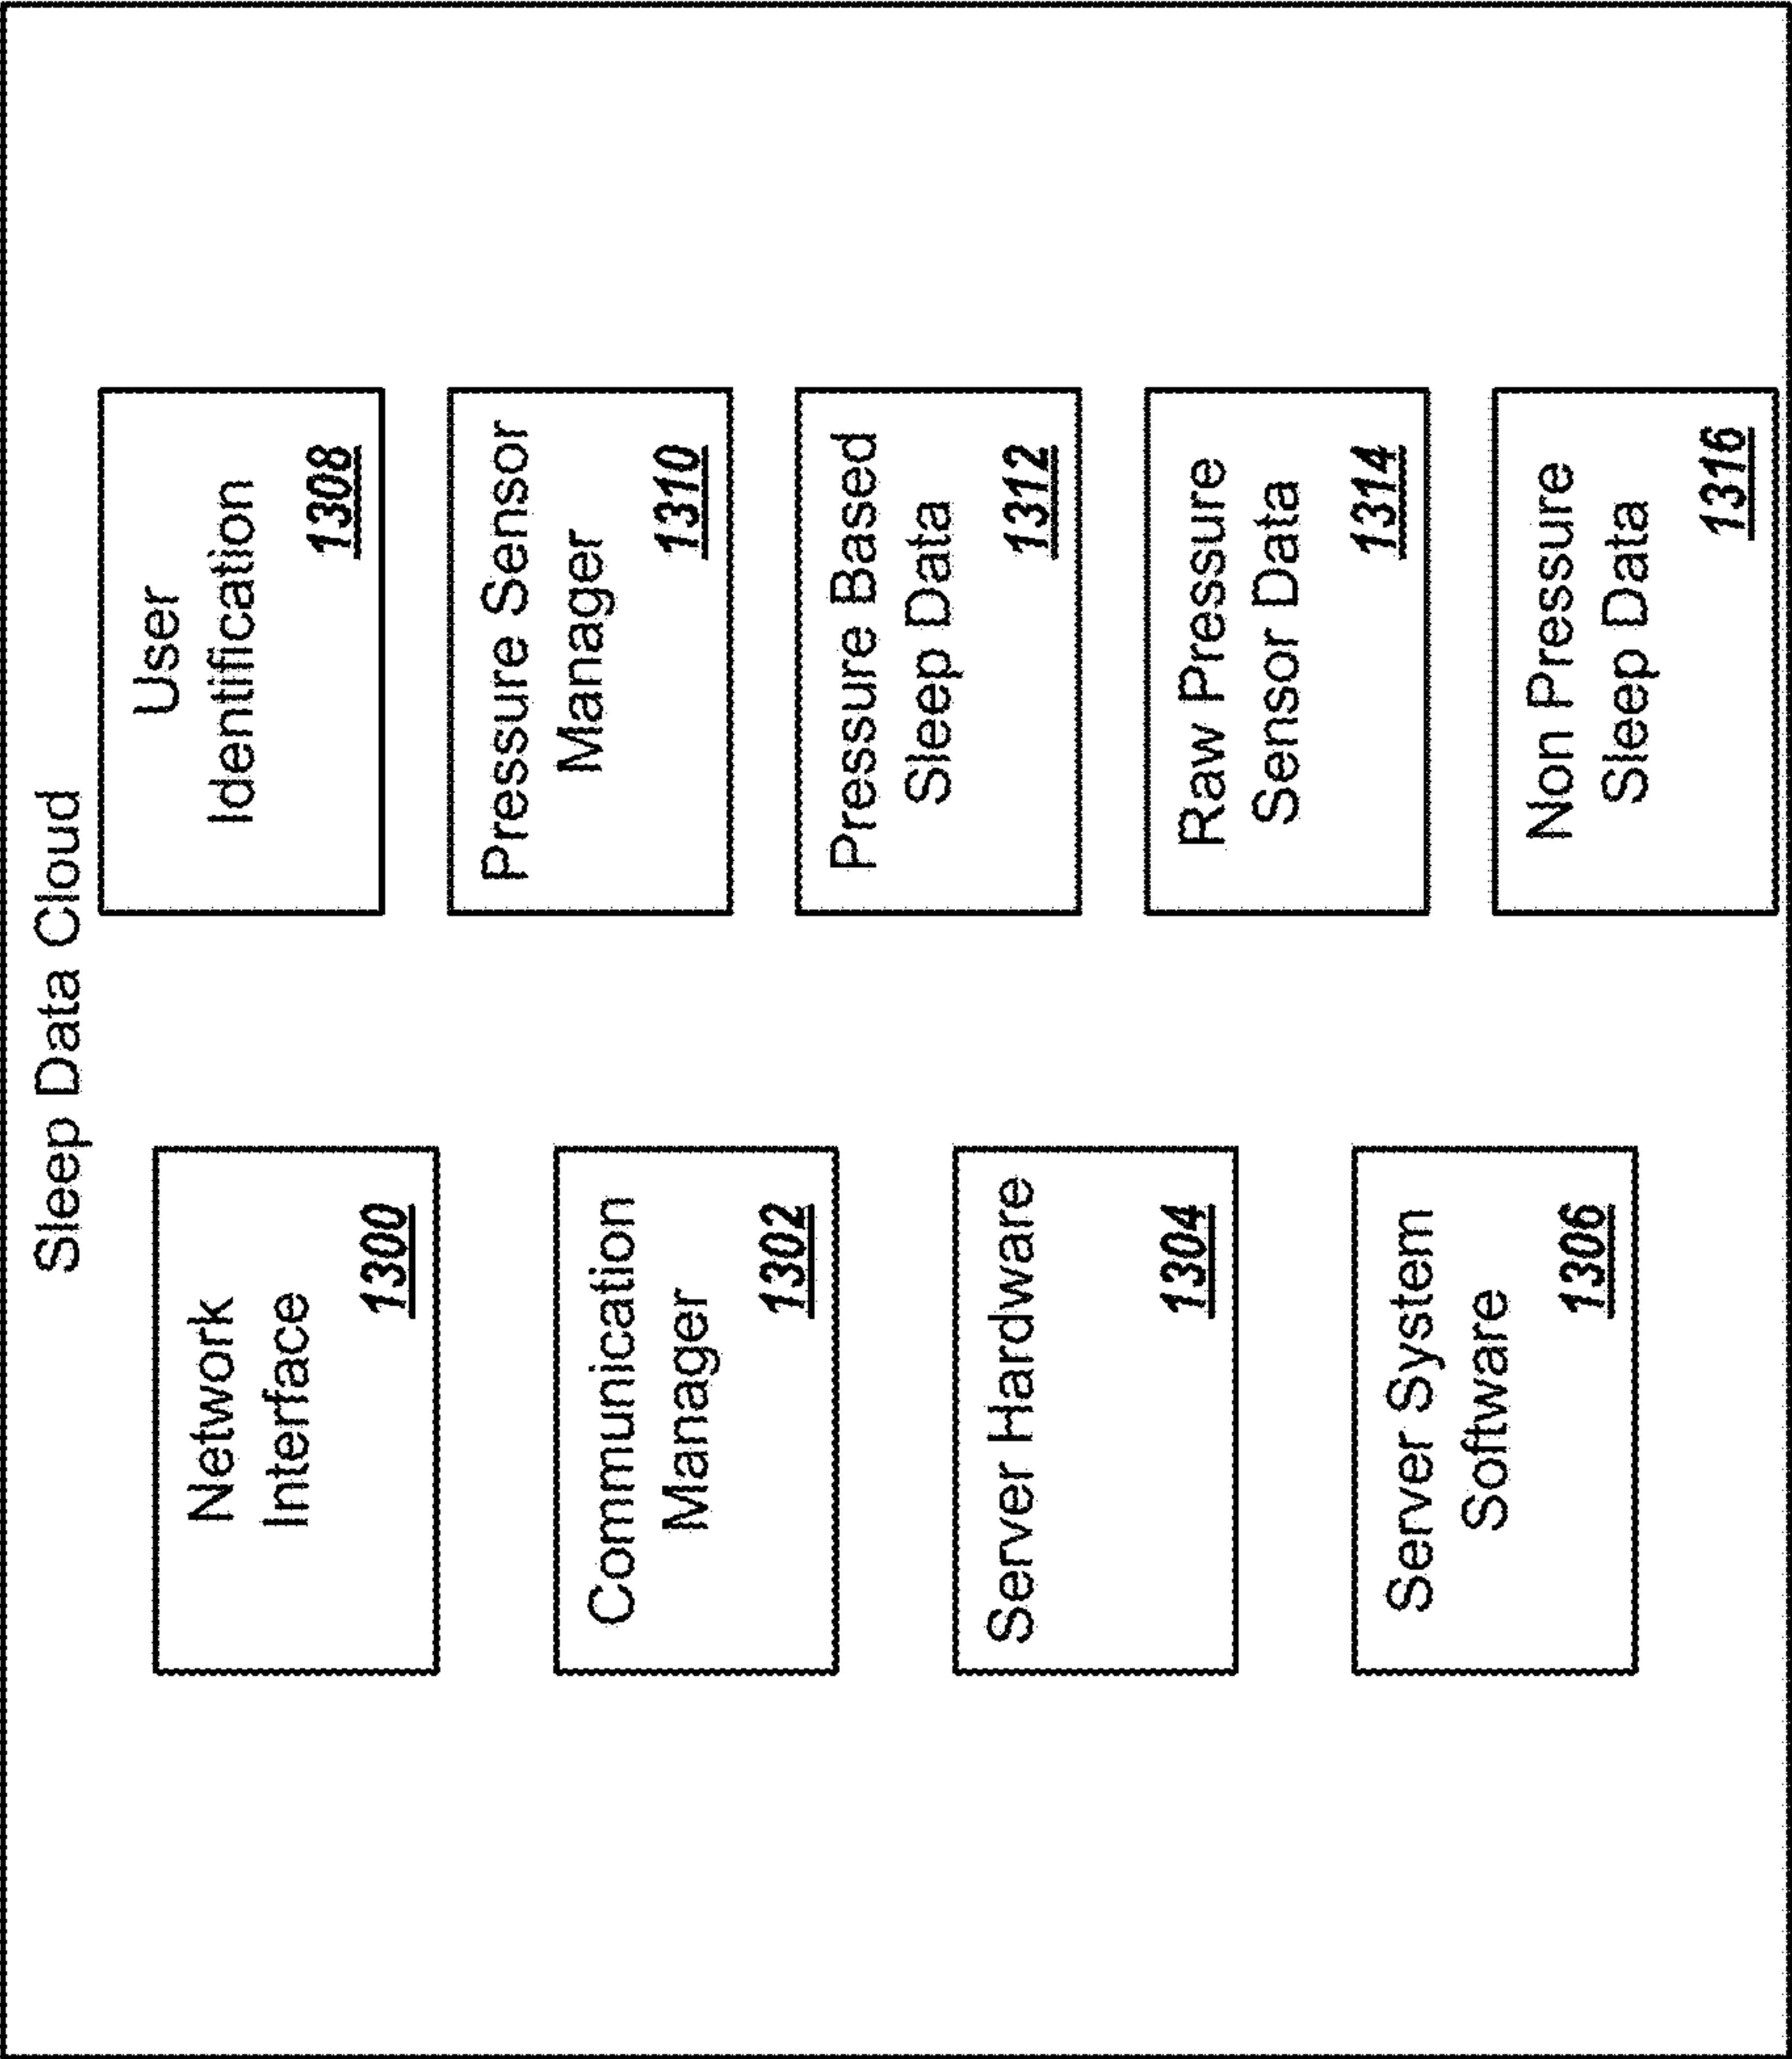 Sleep Data Cloud
Network
Interface
1300
Communication
Manager
1302
Server Hardware
1304
Server System
Software
1306
User
Identification
1308
Pressure Sensor
Manager
1310
Pressure Based
Sleep Data
1312
Raw Pressure
Sensor Data
1314
Non Pressure
Sleep Data
1316